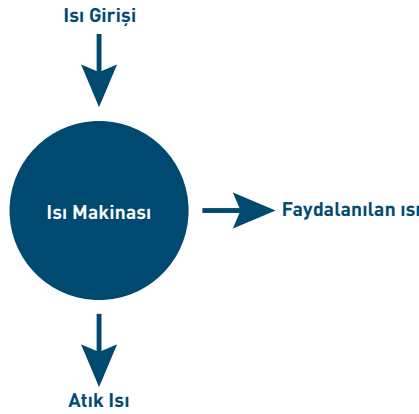 Isı Girişi
Isı Makinası
Faydalanılan ısı
Atık Isı